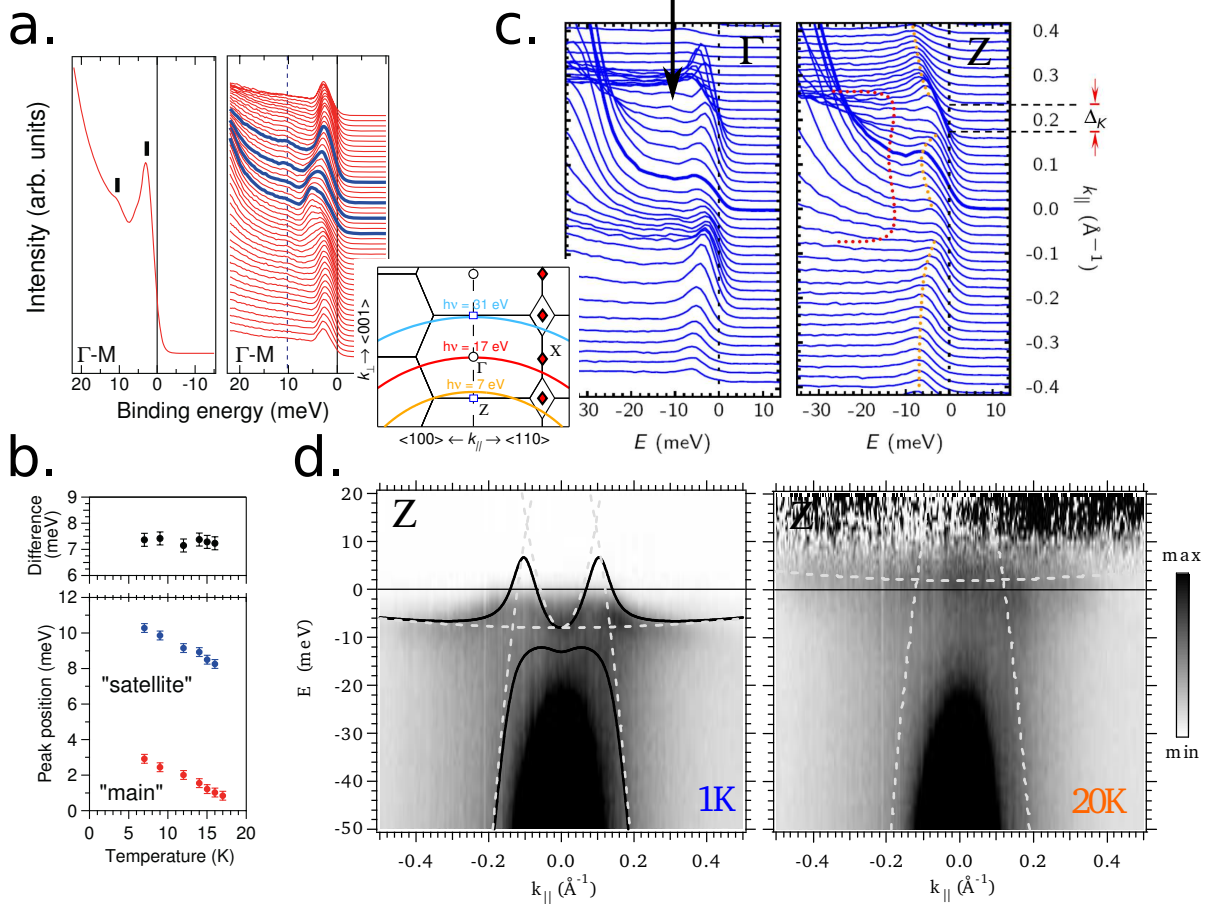 a.
Intensity (arb. units)
Γ-M
Γ-M
20 10 0 -10
20 10 0
Binding energy (meV)
k⊥ → <001>
hν = 31 eV
hν = 17 eV
hν = 7 eV
Γ
X
Z
<100> ← k// → <110>
c.
Γ
Z
0.4
0.3
0.2
0.1
0.0
-0.1
-0.2
-0.3
-0.4
ΔK
k|| (Å⁻¹)
-30 -20 -10 0 10
-30 -20 -10 0 10
E (meV)
E (meV)
b.
Difference
(meV)
9
8
7
6
Peak position (meV)
12
10
8
6
4
2
0
"satellite"
"main"
0 5 10 15 20
Temperature (K)
d.
E (meV)
20
10
0
-10
-20
-30
-40
-50
Z
1K
-0.4 -0.2 0.0 0.2 0.4
k|| (Å⁻¹)
Z
20K
-0.4 -0.2 0.0 0.2 0.4
k|| (Å⁻¹)
max
min